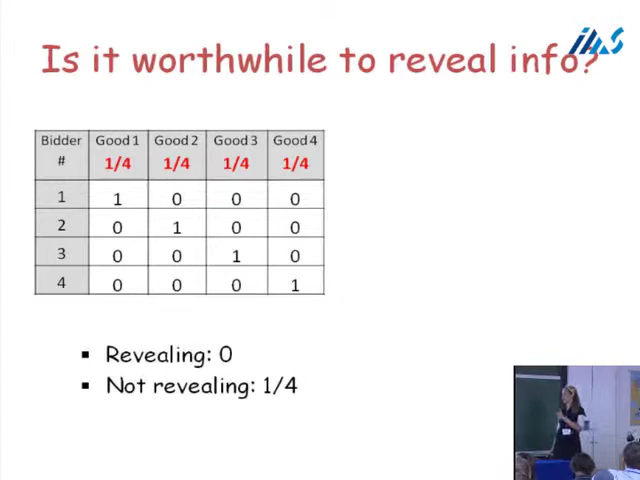 IAS
Is it worthwhile to reveal info?
Bidder # Good 1 Good 2 Good 3 Good 4
1/4 1/4 1/4 1/4
1 1 0 0 0
2 0 1 0 0
3 0 0 1 0
4 0 0 0 1
▪ Revealing: 0
▪ Not revealing: 1/4